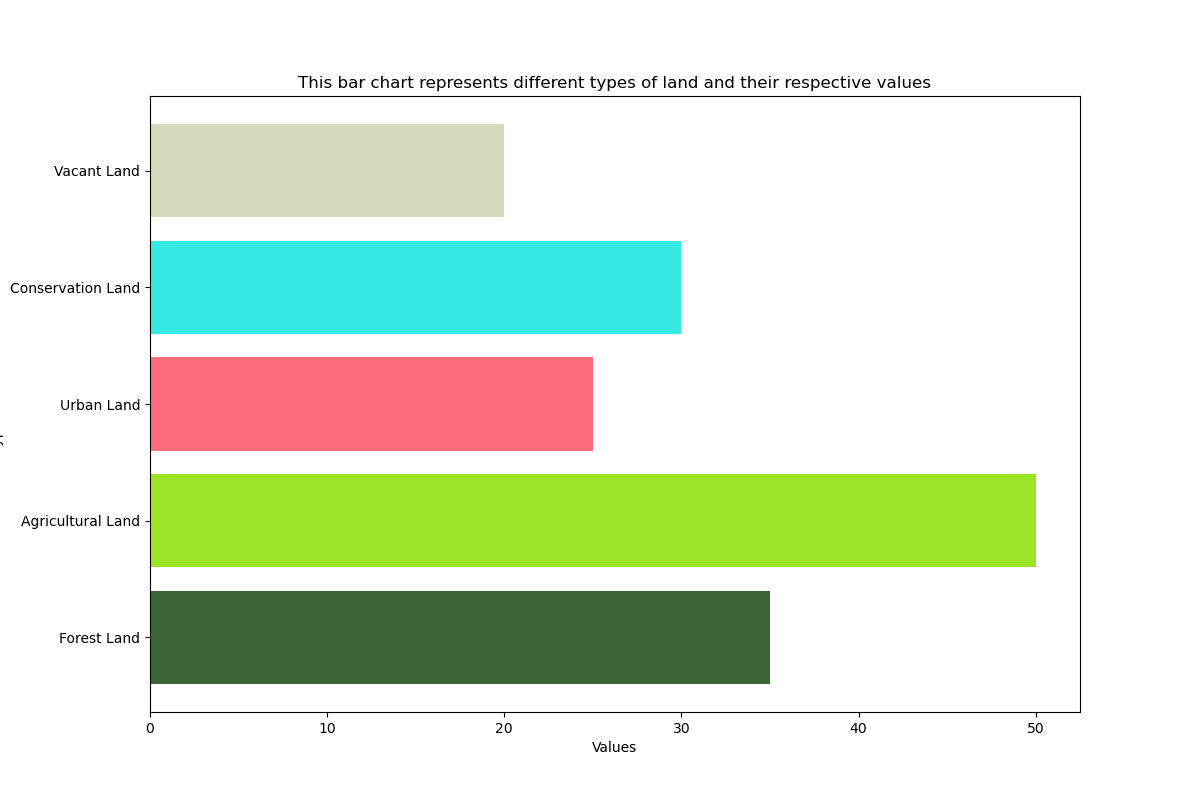 This bar chart represents different types of land and their respective values
Vacant Land
Conservation Land
Urban Land
Agricultural Land
Forest Land
0 10 20 30 40 50
Values